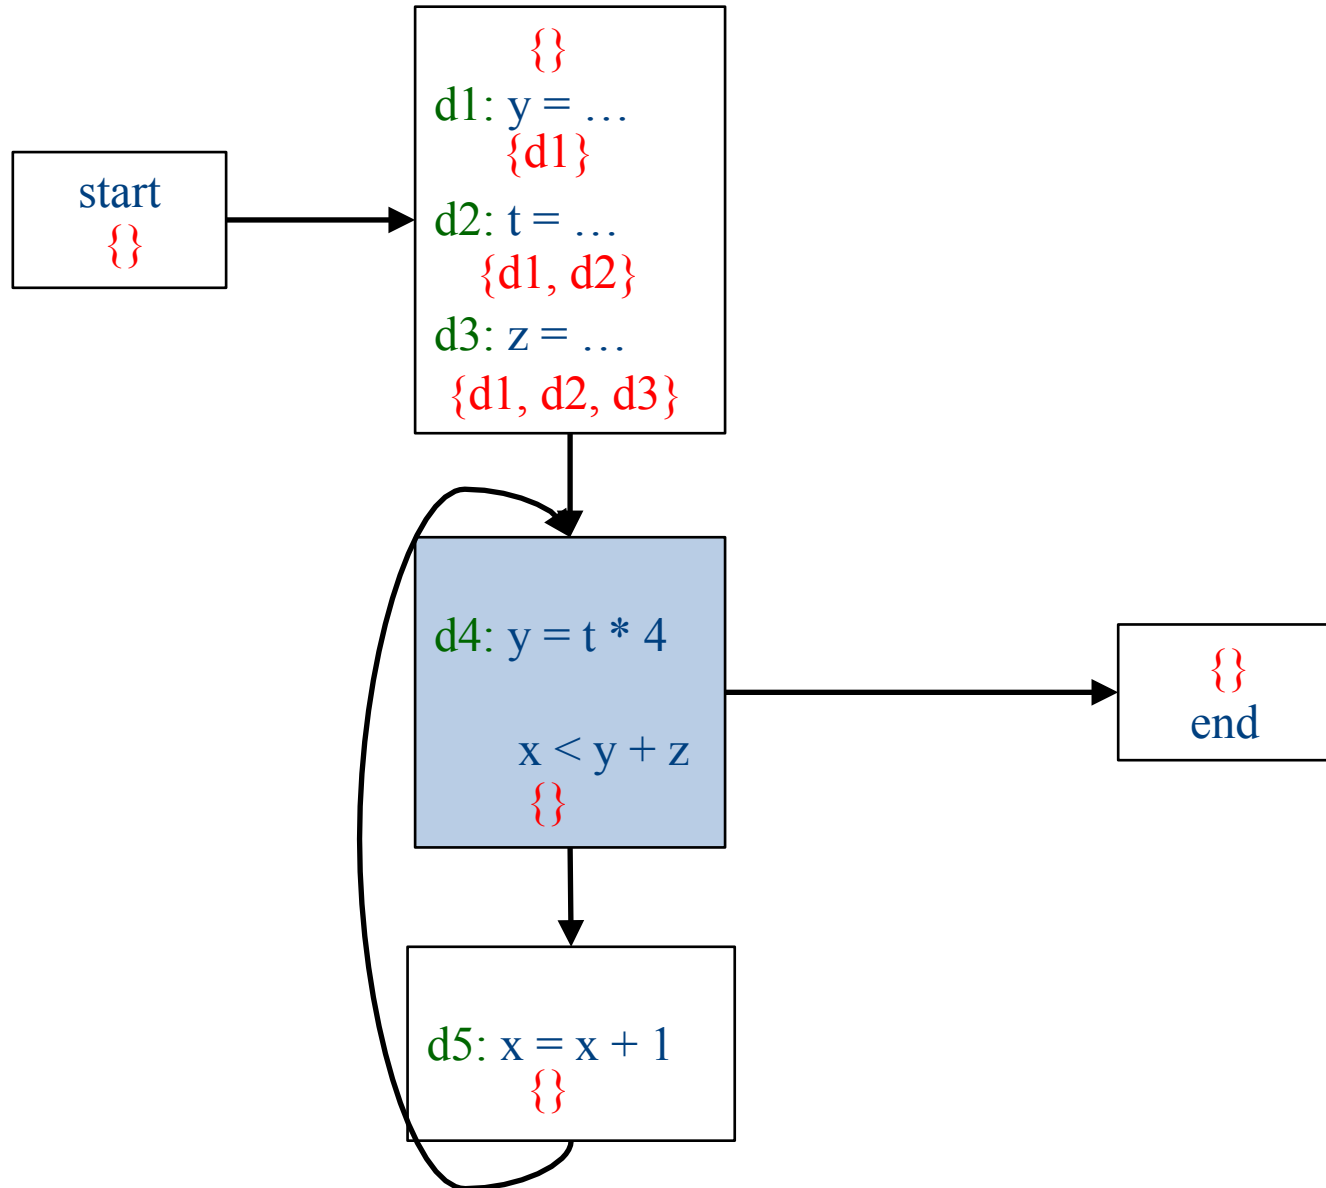 start
{}
{}
d1: y = …
{d1}
d2: t = …
{d1, d2}
d3: z = …
{d1, d2, d3}
d4: y = t * 4
x < y + z
{}
{}
end
d5: x = x + 1
{}